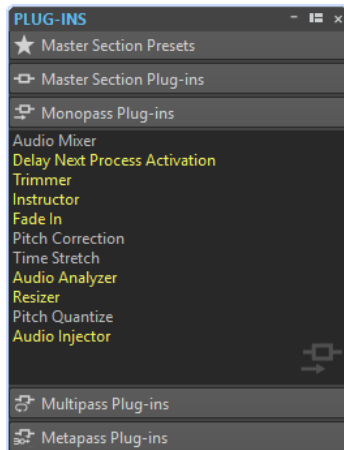 PLUG-INS
Master Section Presets
Master Section Plug-ins
Monopass Plug-ins
Audio Mixer
Delay Next Process Activation
Trimmer
Instructor
Fade In
Pitch Correction
Time Stretch
Audio Analyzer
Resizer
Pitch Quantize
Audio Injector
Multipass Plug-ins
Metapass Plug-ins